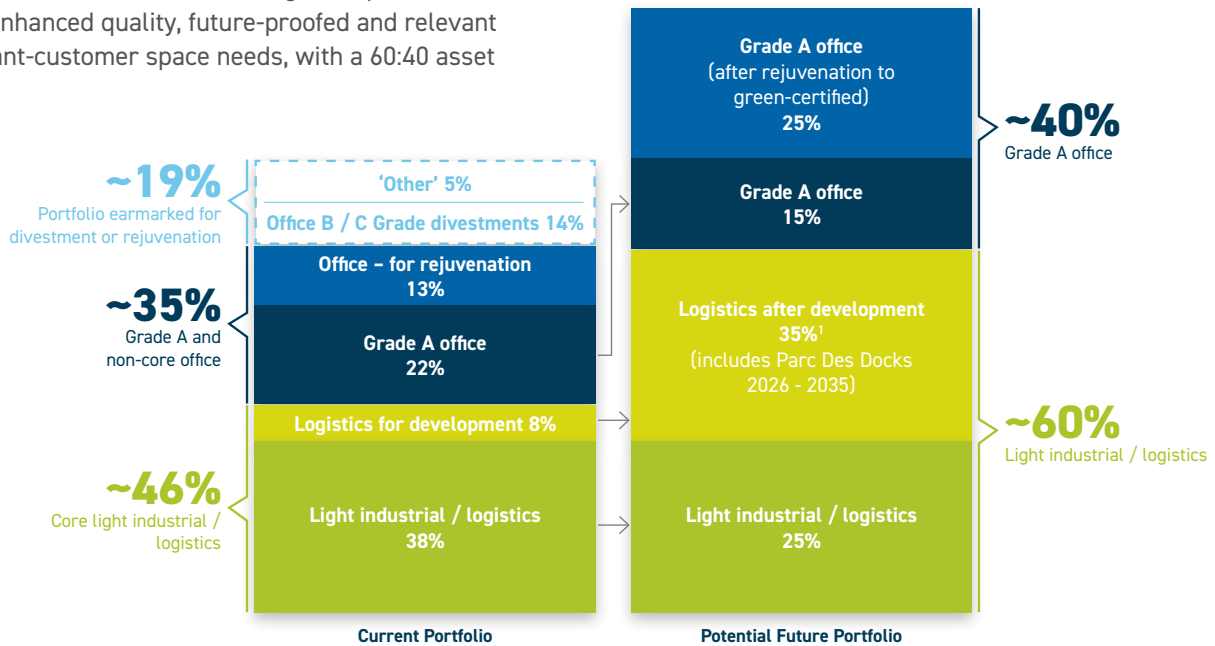 enhanced quality, future-proofed and relevant
ant-customer space needs, with a 60:40 asset
~19%
Portfolio earmarked for
divestment or rejuvenation
~35%
Grade A and
non-core office
~46%
Core light industrial /
logistics
‘Other’ 5%
Office B / C Grade divestments 14%
Office – for rejuvenation
13%
Grade A office
22%
Logistics for development 8%
Light industrial / logistics
38%
Current Portfolio
Grade A office
(after rejuvenation to
green-certified)
25%
Grade A office
15%
Logistics after development
35%¹
(includes Parc Des Docks
2026 - 2035)
Light industrial / logistics
25%
Potential Future Portfolio
~40%
Grade A office
~60%
Light industrial / logistics